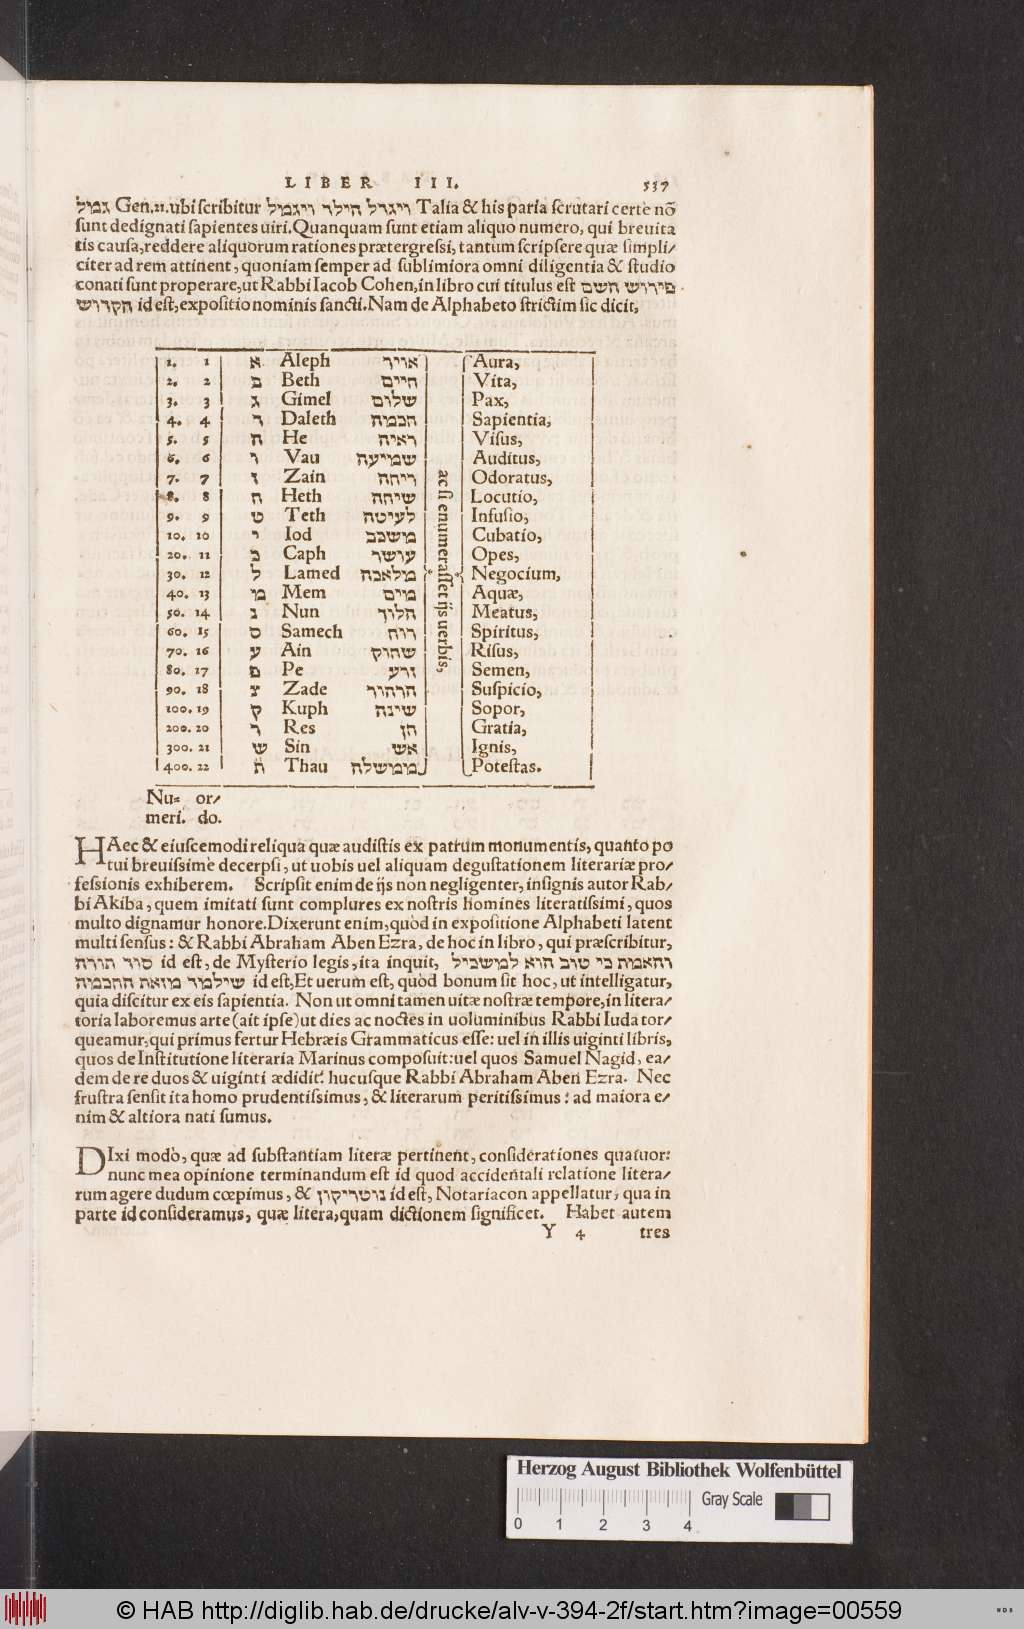 LIBER III. 537
גמיל Gen.21.ubi scribitur ויגרל הילר ויגמיל Talia & his paria scrutari certè nō
sunt dedignati sapientes uiri.Quanquam sunt etiam aliquo numero, qui breuita
tis causa,reddere aliquorum rationes prætergressi, tantum scripsere quæ simpli/
citer ad rem attinent, quoniam semper ad sublimiora omni diligentia & studio
conati sunt properare,ut Rabbi Iacob Cohen,in libro cui titulus est פירוש השם
הקדוש id est, expositio nominis sancti. Nam de Alphabeto strictim sic dicit,
1. 1 א Aleph אויר Aura,
2. 2 ב Beth חיים Vita,
3. 3 ג Gimel שלום Pax,
4. 4 ד Daleth חכמה Sapientia,
5. 5 ה He ראיה Visus,
6. 6 ו Vau שמיעה Auditus,
7. 7 ז Zain ריחה Odoratus,
8. 8 ח Heth שיחה Locutio,
9. 9 ט Teth לעיטה Infusio,
10. 10 י Iod משכב Cubatio,
20. 11 כ Caph עושר Opes,
30. 12 ל Lamed מלאכה Negocium,
40. 13 מ Mem מים Aquæ,
50. 14 נ Nun הלוך Meatus,
60. 15 ס Samech רוח Spiritus,
70. 16 ע Ain שחוק Risus,
80. 17 פ Pe זרע Semen,
90. 18 צ Zade הרהור Suspicio,
100. 19 ק Kuph שינה Sopor,
200. 20 ר Res חן Gratia,
300. 21 ש Sin אש Ignis,
400. 22 ת Thau ממשלה Potestas.
ac si enumerasset ijs uerbis,
Nu= or/
meri. do.
HAec & eiuscemodi reliqua quæ audistis ex patrum monumentis, quanto po
tui breuissimè decerpsi, ut uobis uel aliquam degustationem literariæ pro/
fessionis exhiberem. Scripsit enim de ijs non negligenter, insignis autor Rab/
bi Akiba, quem imitati sunt complures ex nostris homines literatissimi, quos
multo dignamur honore.Dixerunt enim, quòd in expositione Alphabeti latent
multi sensus: & Rabbi Abraham Aben Ezra, de hoc in libro, qui præscribitur,
סוד תורה id est, de Mysterio legis, ita inquit, והאמת כי טוב הוא למשכיל
שילמוד מזאת החכמה id est, Et uerum est, quòd bonum sit hoc, ut intelligatur,
quia discitur ex eis sapientia. Non ut omni tamen uitæ nostræ tempore,in litera/
toria laboremus arte (ait ipse) ut dies ac noctes in uoluminibus Rabbi Iuda tor/
queamur, qui primus fertur Hebræis Grammaticus esse: uel in illis uiginti libris,
quos de Institutione literaria Marinus composuit: uel quos Samuel Nagid, ea/
dem de re duos & uiginti ædidit: hucusque Rabbi Abraham Aben Ezra. Nec
frustra sensit ita homo prudentissimus, & literarum peritissimus: ad maiora e/
nim & altiora nati sumus.
DIxi modò, quæ ad substantiam literæ pertinent, considerationes quatuor:
nunc mea opinione terminandum est id quod accidentali relatione litera/
rum agere dudum cœpimus, & נוטריקון id est, Notariacon appellatur, qua in
parte id consideramus, quæ litera, quam dictionem significet. Habet autem
Y 4 tres
Herzog August Bibliothek Wolfenbüttel
0 1 2 3 4
Gray Scale
© HAB http://diglib.hab.de/drucke/alv-v-394-2f/start.htm?image=00559